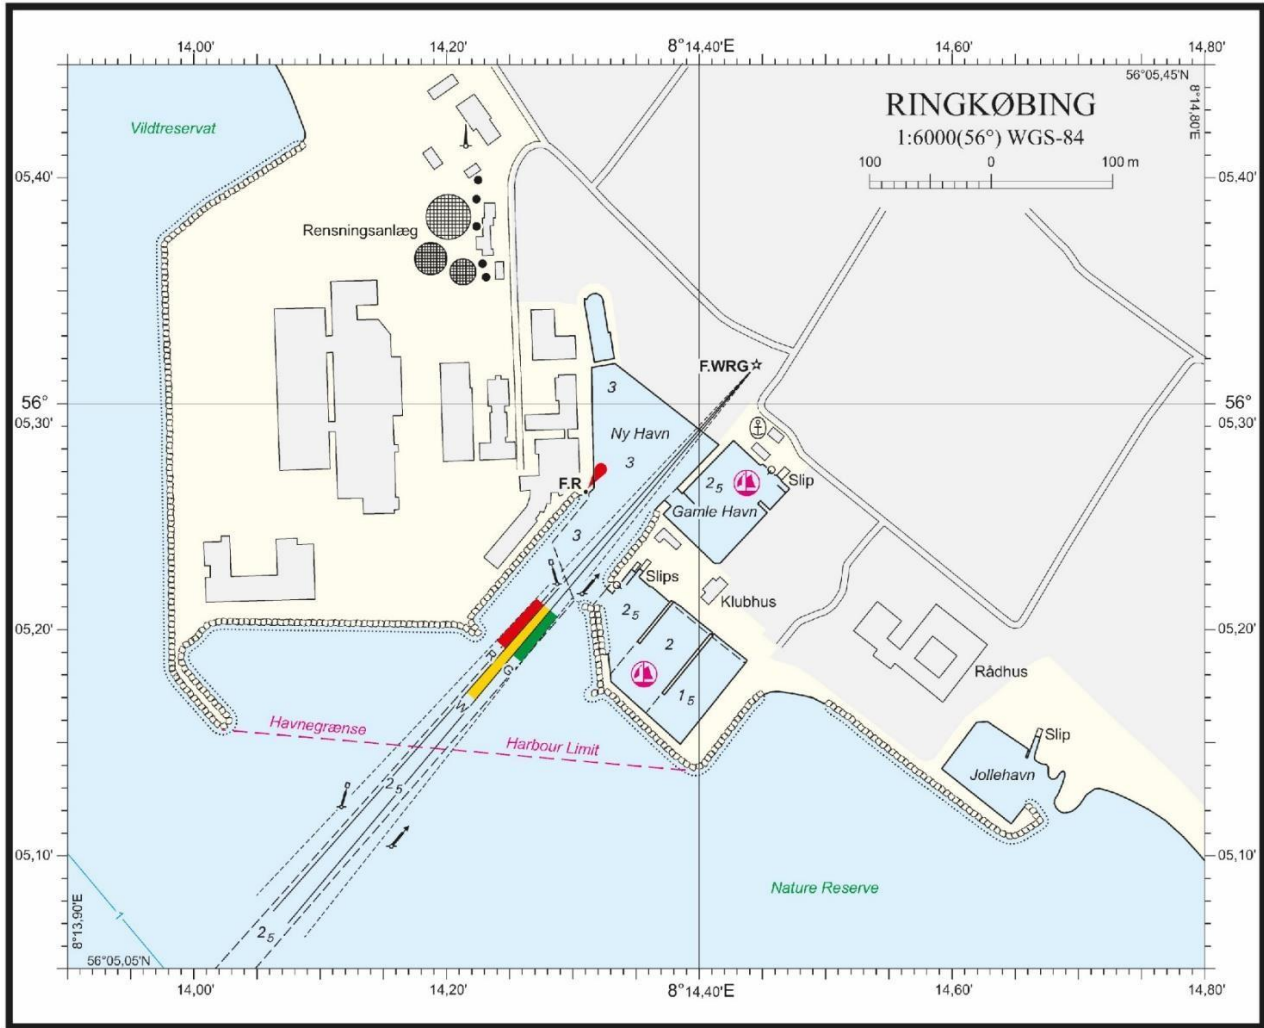 14,00'
14,20'
8°14,40'E
14,60'
14,80'
56°05,45'N
8°14,80'E
RINGKØBING
1:6000(56°) WGS-84
100 0 100 m
Vildtreservat
05,40'
05,40'
Rensningsanlæg
F.WRG
3
56°
05,30'
56°
05,30'
Ny Havn
3
F.R
2₅
Slip
Gamle Havn
3
Slips
Klubhus
2₅
05,20'
05,20'
2
Rådhus
R
G
W
1₅
Havnegrænse
Harbour Limit
Slip
Jollehavn
2₅
05,10'
05,10'
Nature Reserve
1
8°13,90'E
2₅
56°05,05'N
14,00'
14,20'
8°14,40'E
14,60'
14,80'